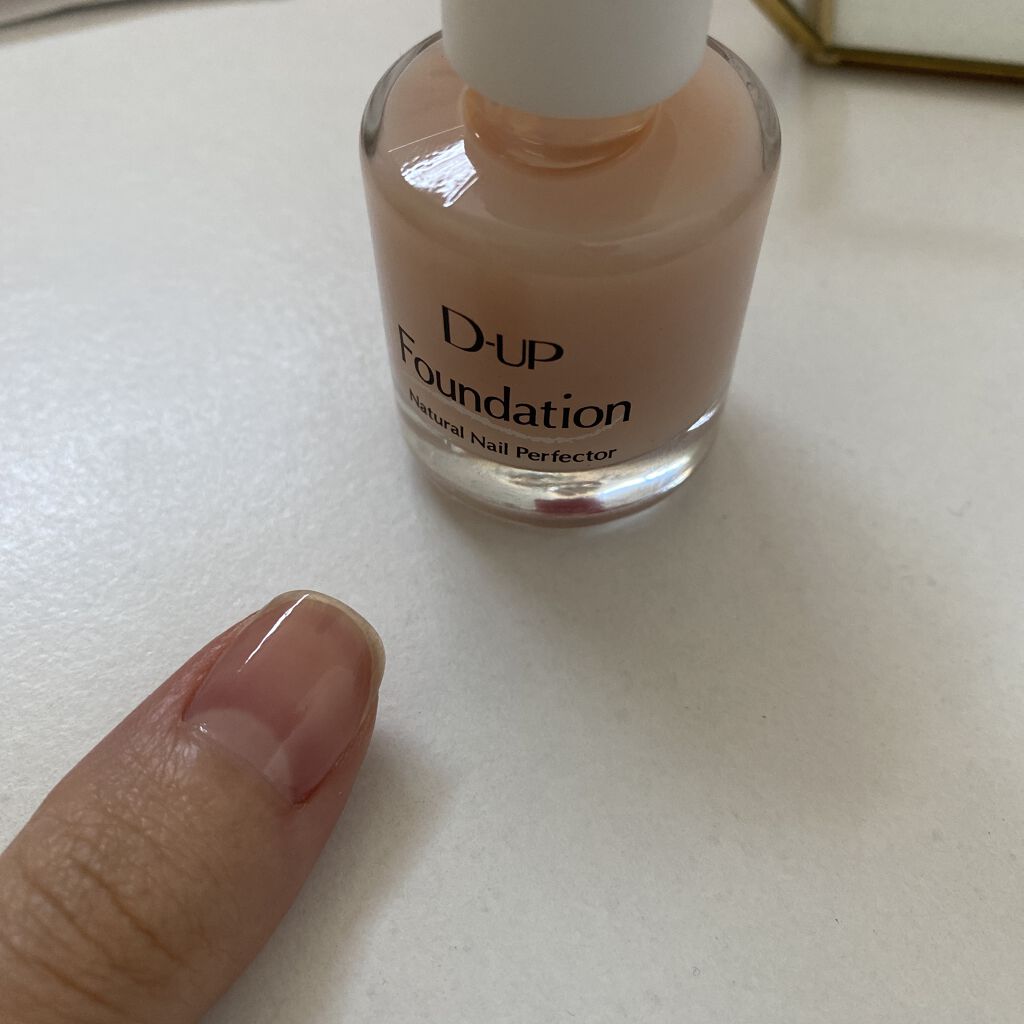 D-UP
Foundation
Natural Nail Perfector